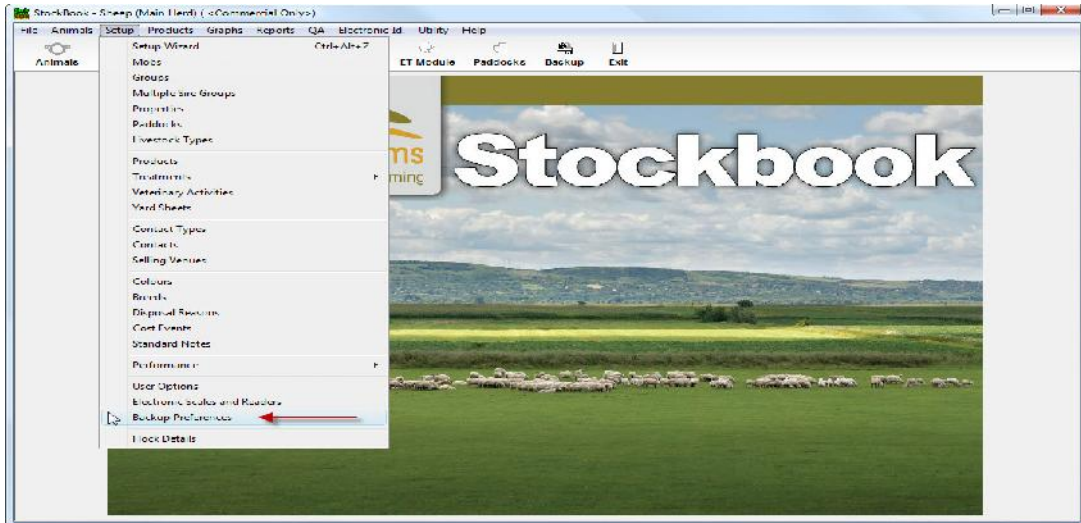 StockBook - Sheep (Main Herd) ( <Commercial Only>)
File Animals Setup Products Graphs Reports QA Electronic Id Utility Help
Animals ET Module Paddocks Backup Exit
Setup Wizard Ctrl+Alt+Z
Mobs
Groups
Multiple Sire Groups
Properties
Paddocks
Livestock Types
Products
Treatments
Veterinary Activities
Yard Sheets
Contact Types
Contacts
Selling Venues
Colours
Breeds
Disposal Reasons
Cost Events
Standard Notes
Performance
User Options
Electronic Scales and Readers
Backup Preferences
Flock Details
ms
ming
Stockbook